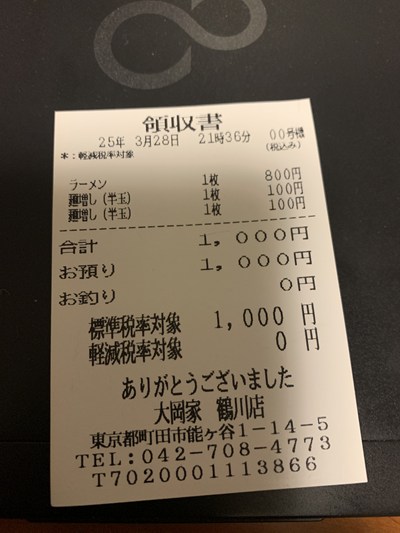 領収書
25年 3月28日 21時36分 00号機
(税込み)
*:軽減税率対象
ラーメン 1枚 800円
麺増し(半玉) 1枚 100円
麺増し(半玉) 1枚 100円
合計 1,000円
お預り 1,000円
お釣り 0円
標準税率対象 1,000 円
軽減税率対象 0 円
ありがとうございました
大岡家 鶴川店
東京都町田市能ヶ谷1-14-5
TEL:042-708-4773
T7020001113866